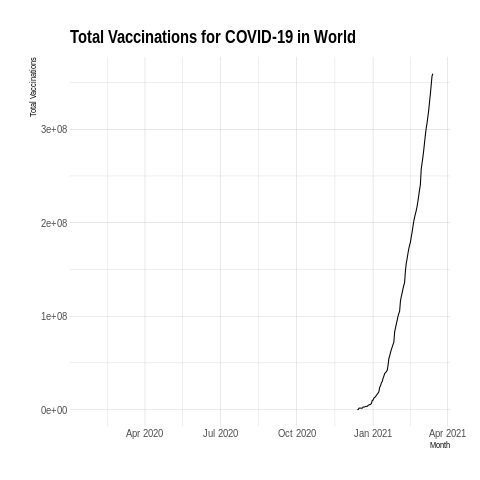 Total Vaccinations for COVID-19 in World
Total Vaccinations
3e+08
2e+08
1e+08
0e+00
Apr 2020 Jul 2020 Oct 2020 Jan 2021 Apr 2021
Month